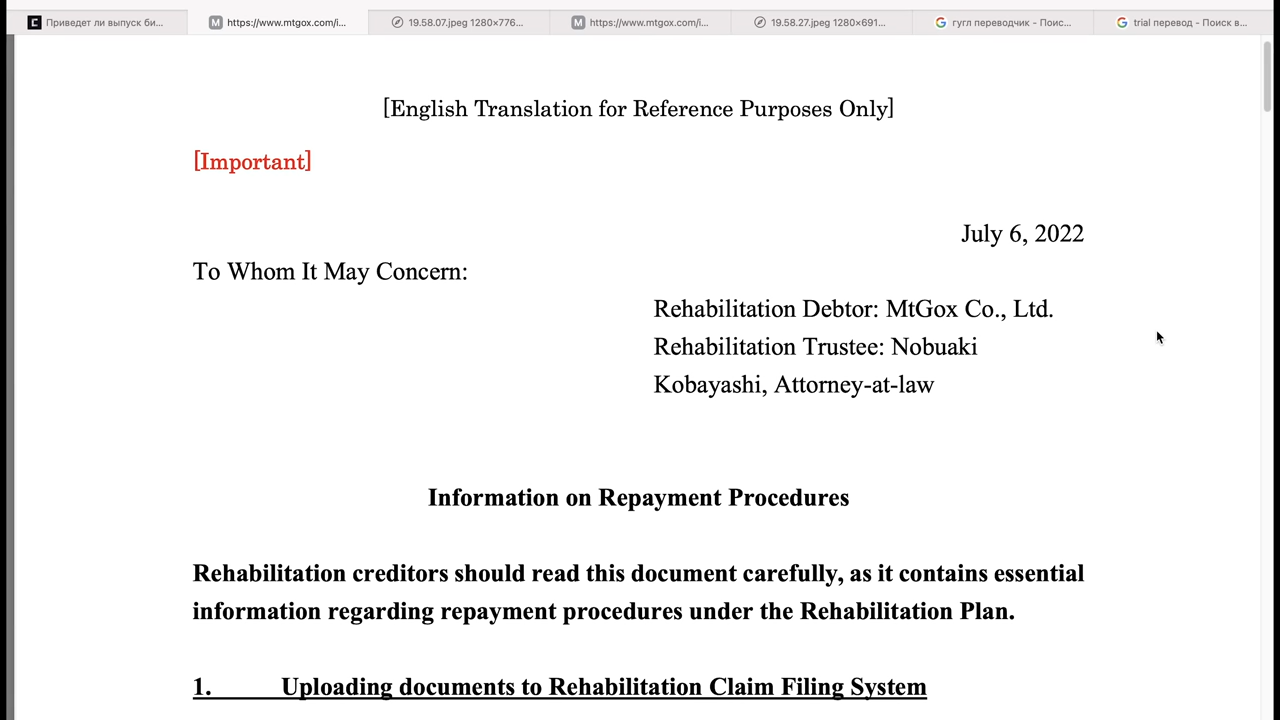 Приведет ли выпуск би...
https://www.mtgox.com/i...
19.58.07.jpeg 1280×776...
https://www.mtgox.com/i...
19.58.27.jpeg 1280×691...
гугл переводчик - Поис...
trial перевод - Поиск в...
[English Translation for Reference Purposes Only]
[Important]
July 6, 2022
To Whom It May Concern:
Rehabilitation Debtor: MtGox Co., Ltd.
Rehabilitation Trustee: Nobuaki
Kobayashi, Attorney-at-law
Information on Repayment Procedures
Rehabilitation creditors should read this document carefully, as it contains essential
information regarding repayment procedures under the Rehabilitation Plan.
1. Uploading documents to Rehabilitation Claim Filing System